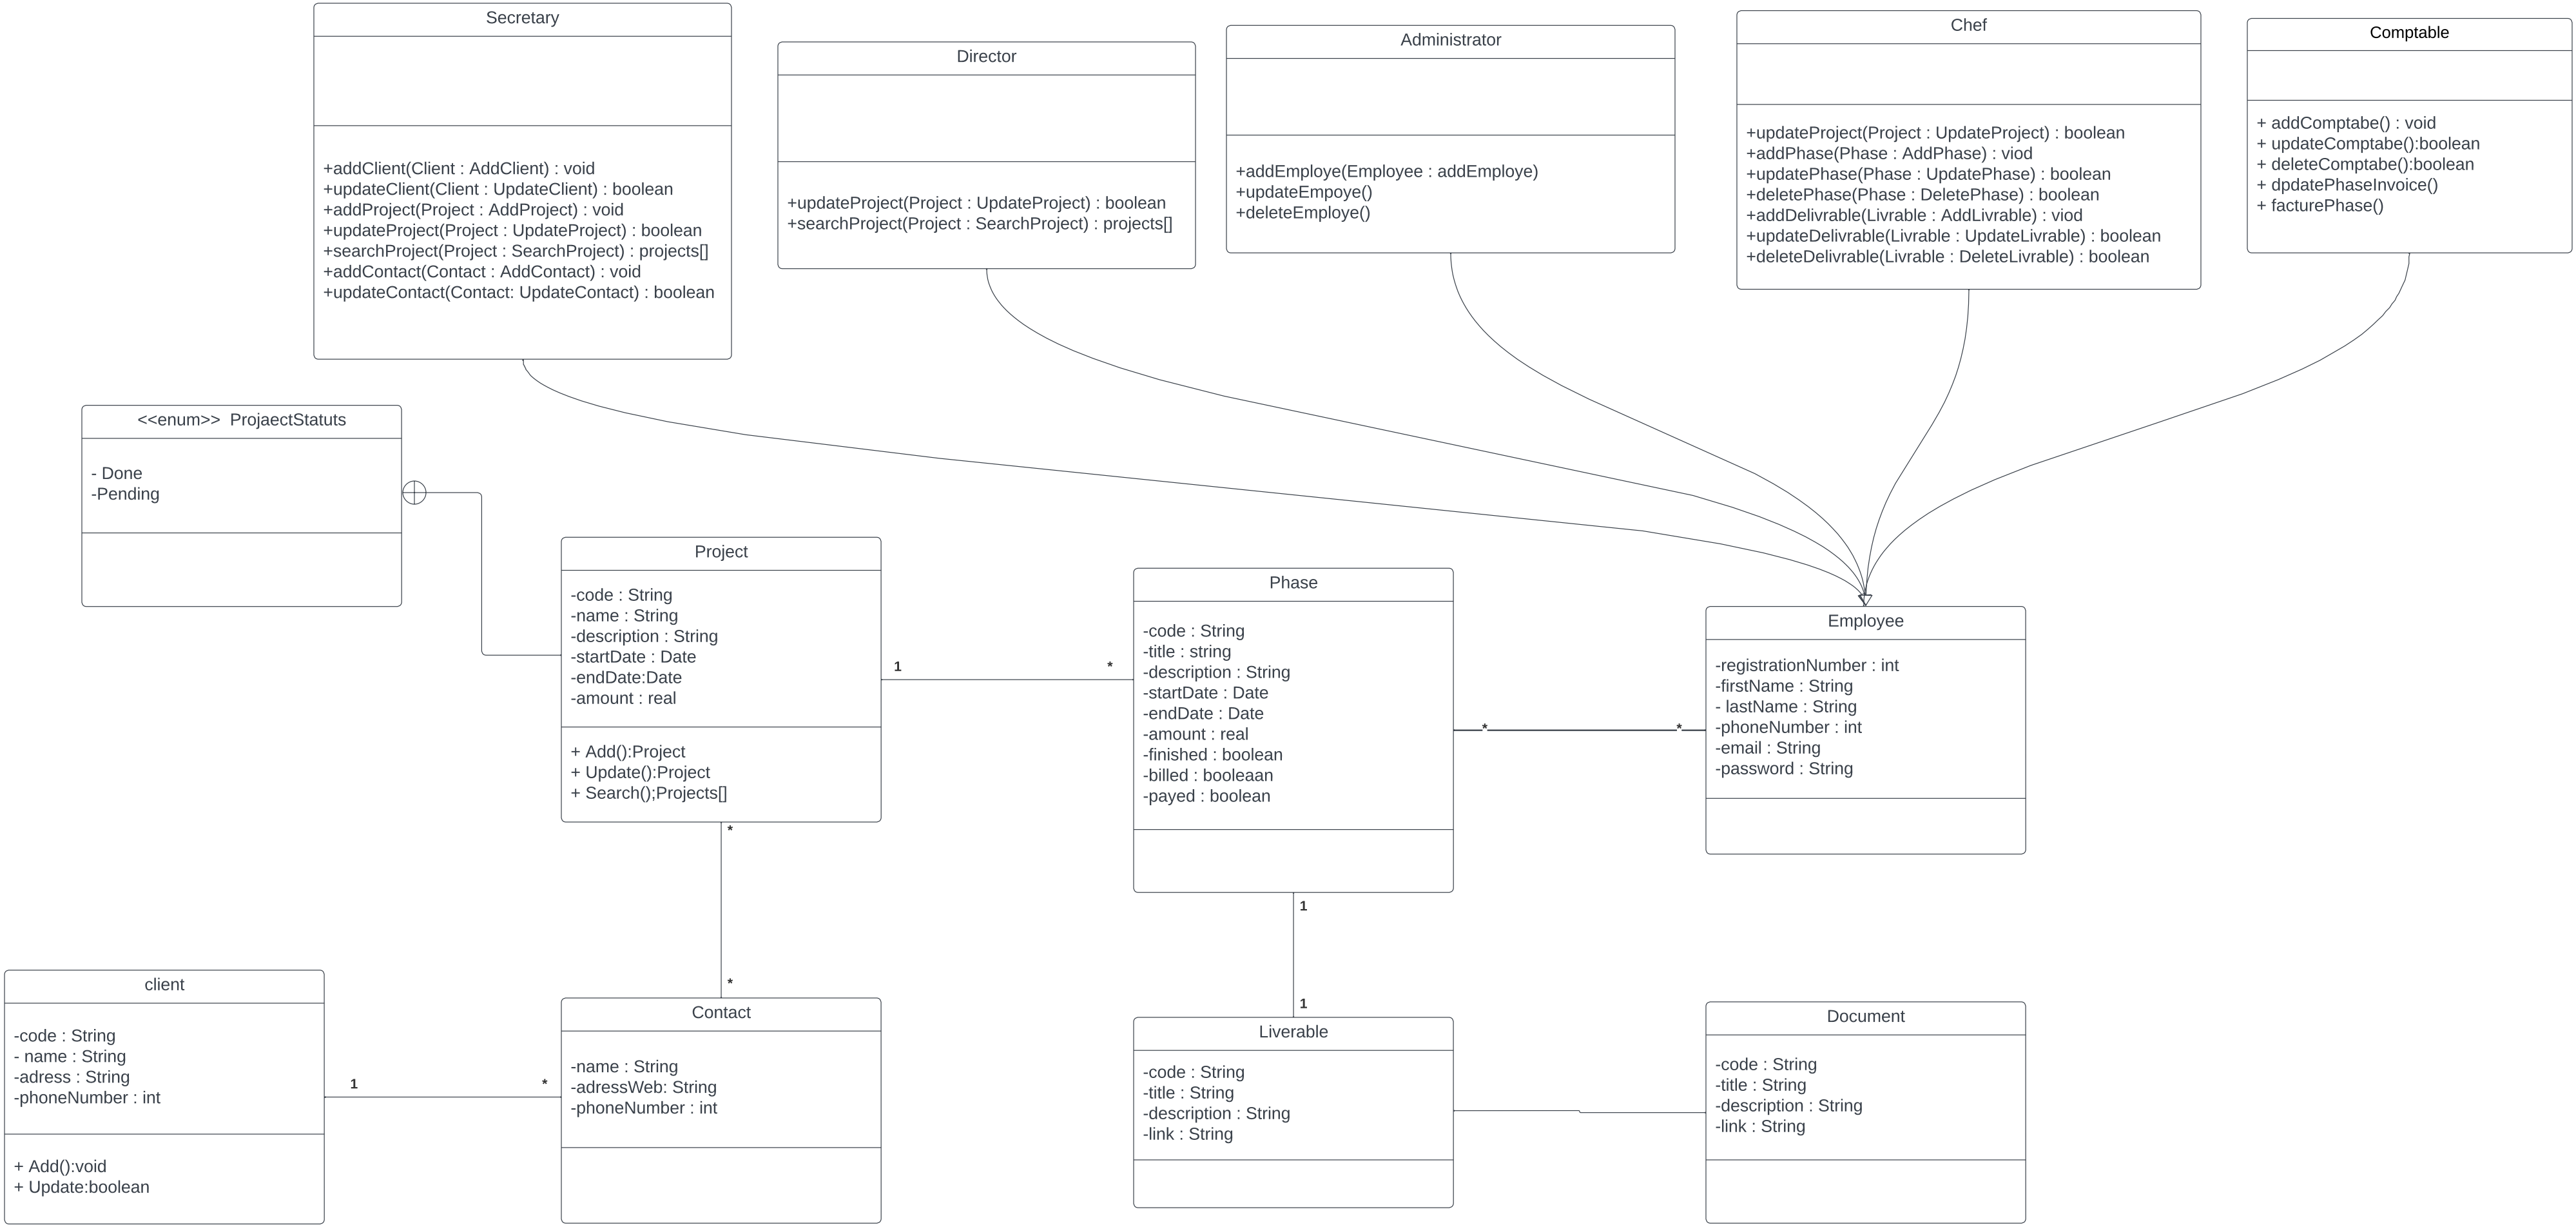 Secretary
+addClient(Client : AddClient) : void
+updateClient(Client : UpdateClient) : boolean
+addProject(Project : AddProject) : void
+updateProject(Project : UpdateProject) : boolean
+searchProject(Project : SearchProject) : projects[]
+addContact(Contact : AddContact) : void
+updateContact(Contact: UpdateContact) : boolean
Director
+updateProject(Project : UpdateProject) : boolean
+searchProject(Project : SearchProject) : projects[]
Administrator
+addEmploye(Employee : addEmploye)
+updateEmpoye()
+deleteEmploye()
Chef
+updateProject(Project : UpdateProject) : boolean
+addPhase(Phase : AddPhase) : viod
+updatePhase(Phase : UpdatePhase) : boolean
+deletePhase(Phase : DeletePhase) : boolean
+addDelivrable(Livrable : AddLivrable) : viod
+updateDelivrable(Livrable : UpdateLivrable) : boolean
+deleteDelivrable(Livrable : DeleteLivrable) : boolean
Comptable
+ addComptabe() : void
+ updateComptabe():boolean
+ deleteComptabe():boolean
+ dpdatePhaseInvoice()
+ facturePhase()
<<enum>>  ProjaectStatuts
- Done
-Pending
Project
-code : String
-name : String
-description : String
-startDate : Date
-endDate:Date
-amount : real
+ Add():Project
+ Update():Project
+ Search();Projects[]
1
*
Phase
-code : String
-title : string
-description : String
-startDate : Date
-endDate : Date
-amount : real
-finished : boolean
-billed : booleaan
-payed : boolean
*
*
Employee
-registrationNumber : int
-firstName : String
- lastName : String
-phoneNumber : int
-email : String
-password : String
*
*
1
1
client
-code : String
- name : String
-adress : String
-phoneNumber : int
+ Add():void
+ Update:boolean
1
*
Contact
-name : String
-adressWeb: String
-phoneNumber : int
Liverable
-code : String
-title : String
-description : String
-link : String
Document
-code : String
-title : String
-description : String
-link : String